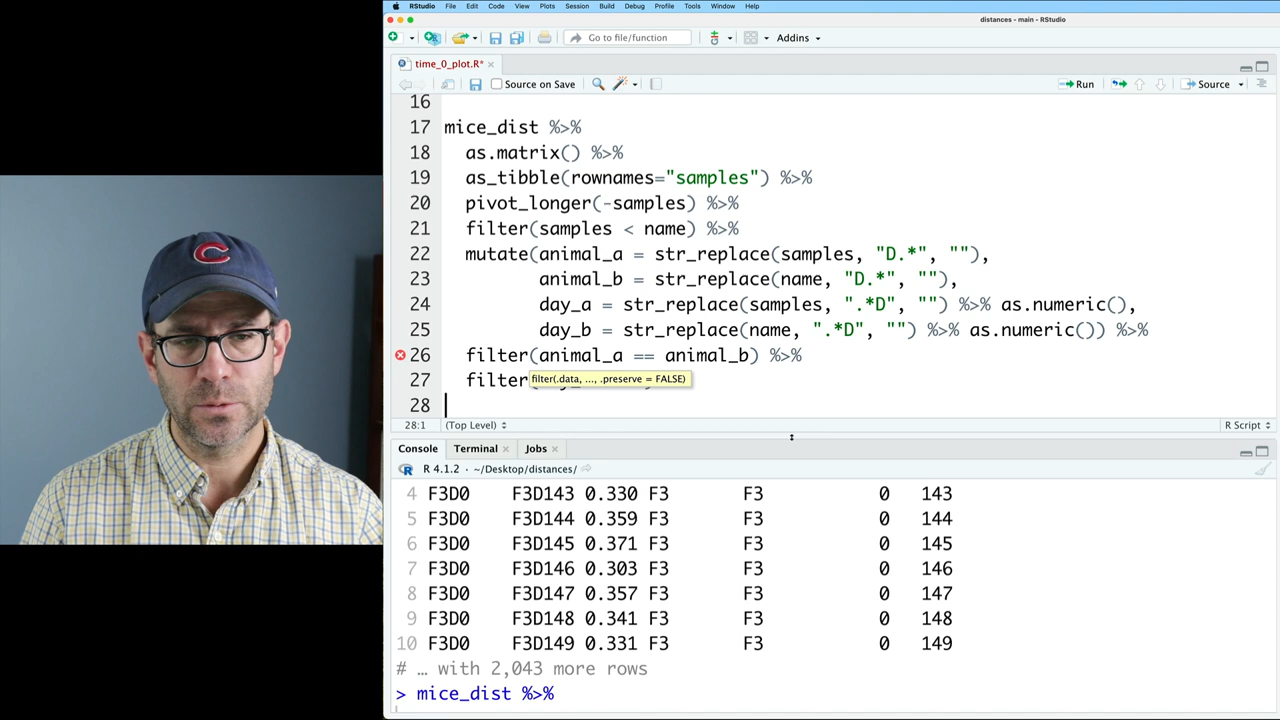 RStudio File Edit Code View Plots Session Build Debug Profile Tools Window Help
distances - main - RStudio
Go to file/function Addins
time_0_plot.R*
Source on Save Run Source
16
17 mice_dist %>%
18 as.matrix() %>%
19 as_tibble(rownames="samples") %>%
20 pivot_longer(-samples) %>%
21 filter(samples < name) %>%
22 mutate(animal_a = str_replace(samples, "D.*", ""),
23 animal_b = str_replace(name, "D.*", ""),
24 day_a = str_replace(samples, ".*D", "") %>% as.numeric(),
25 day_b = str_replace(name, ".*D", "") %>% as.numeric()) %>%
26 filter(animal_a == animal_b) %>%
27 filter
filter(.data, ..., .preserve = FALSE)
28
28:1 (Top Level) R Script
Console Terminal Jobs
R 4.1.2 · ~/Desktop/distances/
4 F3D0 F3D143 0.330 F3 F3 0 143
5 F3D0 F3D144 0.359 F3 F3 0 144
6 F3D0 F3D145 0.371 F3 F3 0 145
7 F3D0 F3D146 0.303 F3 F3 0 146
8 F3D0 F3D147 0.357 F3 F3 0 147
9 F3D0 F3D148 0.341 F3 F3 0 148
10 F3D0 F3D149 0.331 F3 F3 0 149
# … with 2,043 more rows
> mice_dist %>%